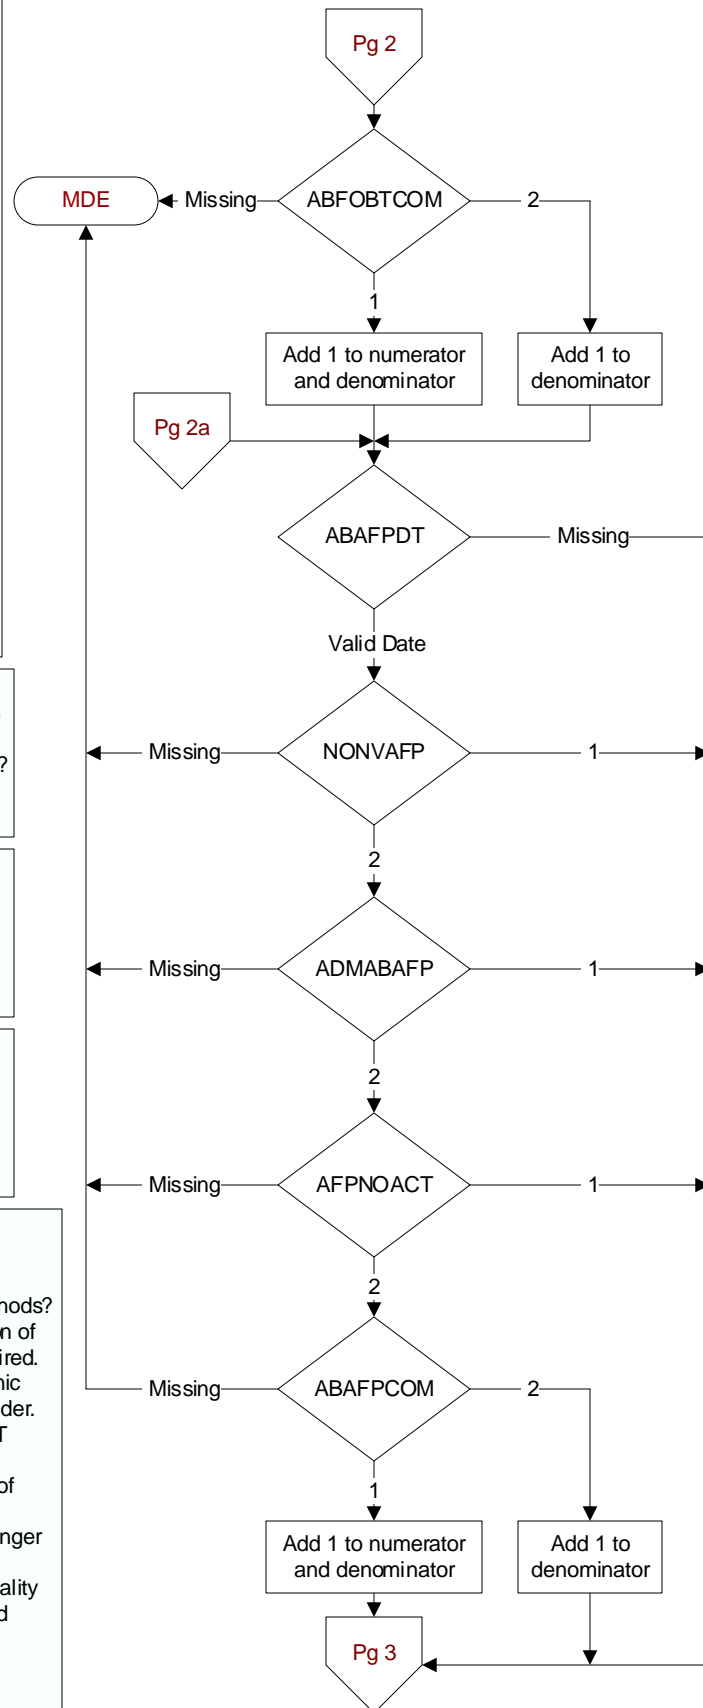 Pg 2
MDE
Missing
ABFOBTCOM
2
1
Add 1 to numerator
and denominator
Add 1 to
denominator
Pg 2a
ABAFPDT
Missing
Valid Date
?
Missing
NONVAFP
1
2
Missing
ADMABAFP
1
2
Missing
AFPNOACT
1
2
of
Missing
ABAFPCOM
2
1
of
Add 1 to numerator
and denominator
Add 1 to
denominator
Pg 3